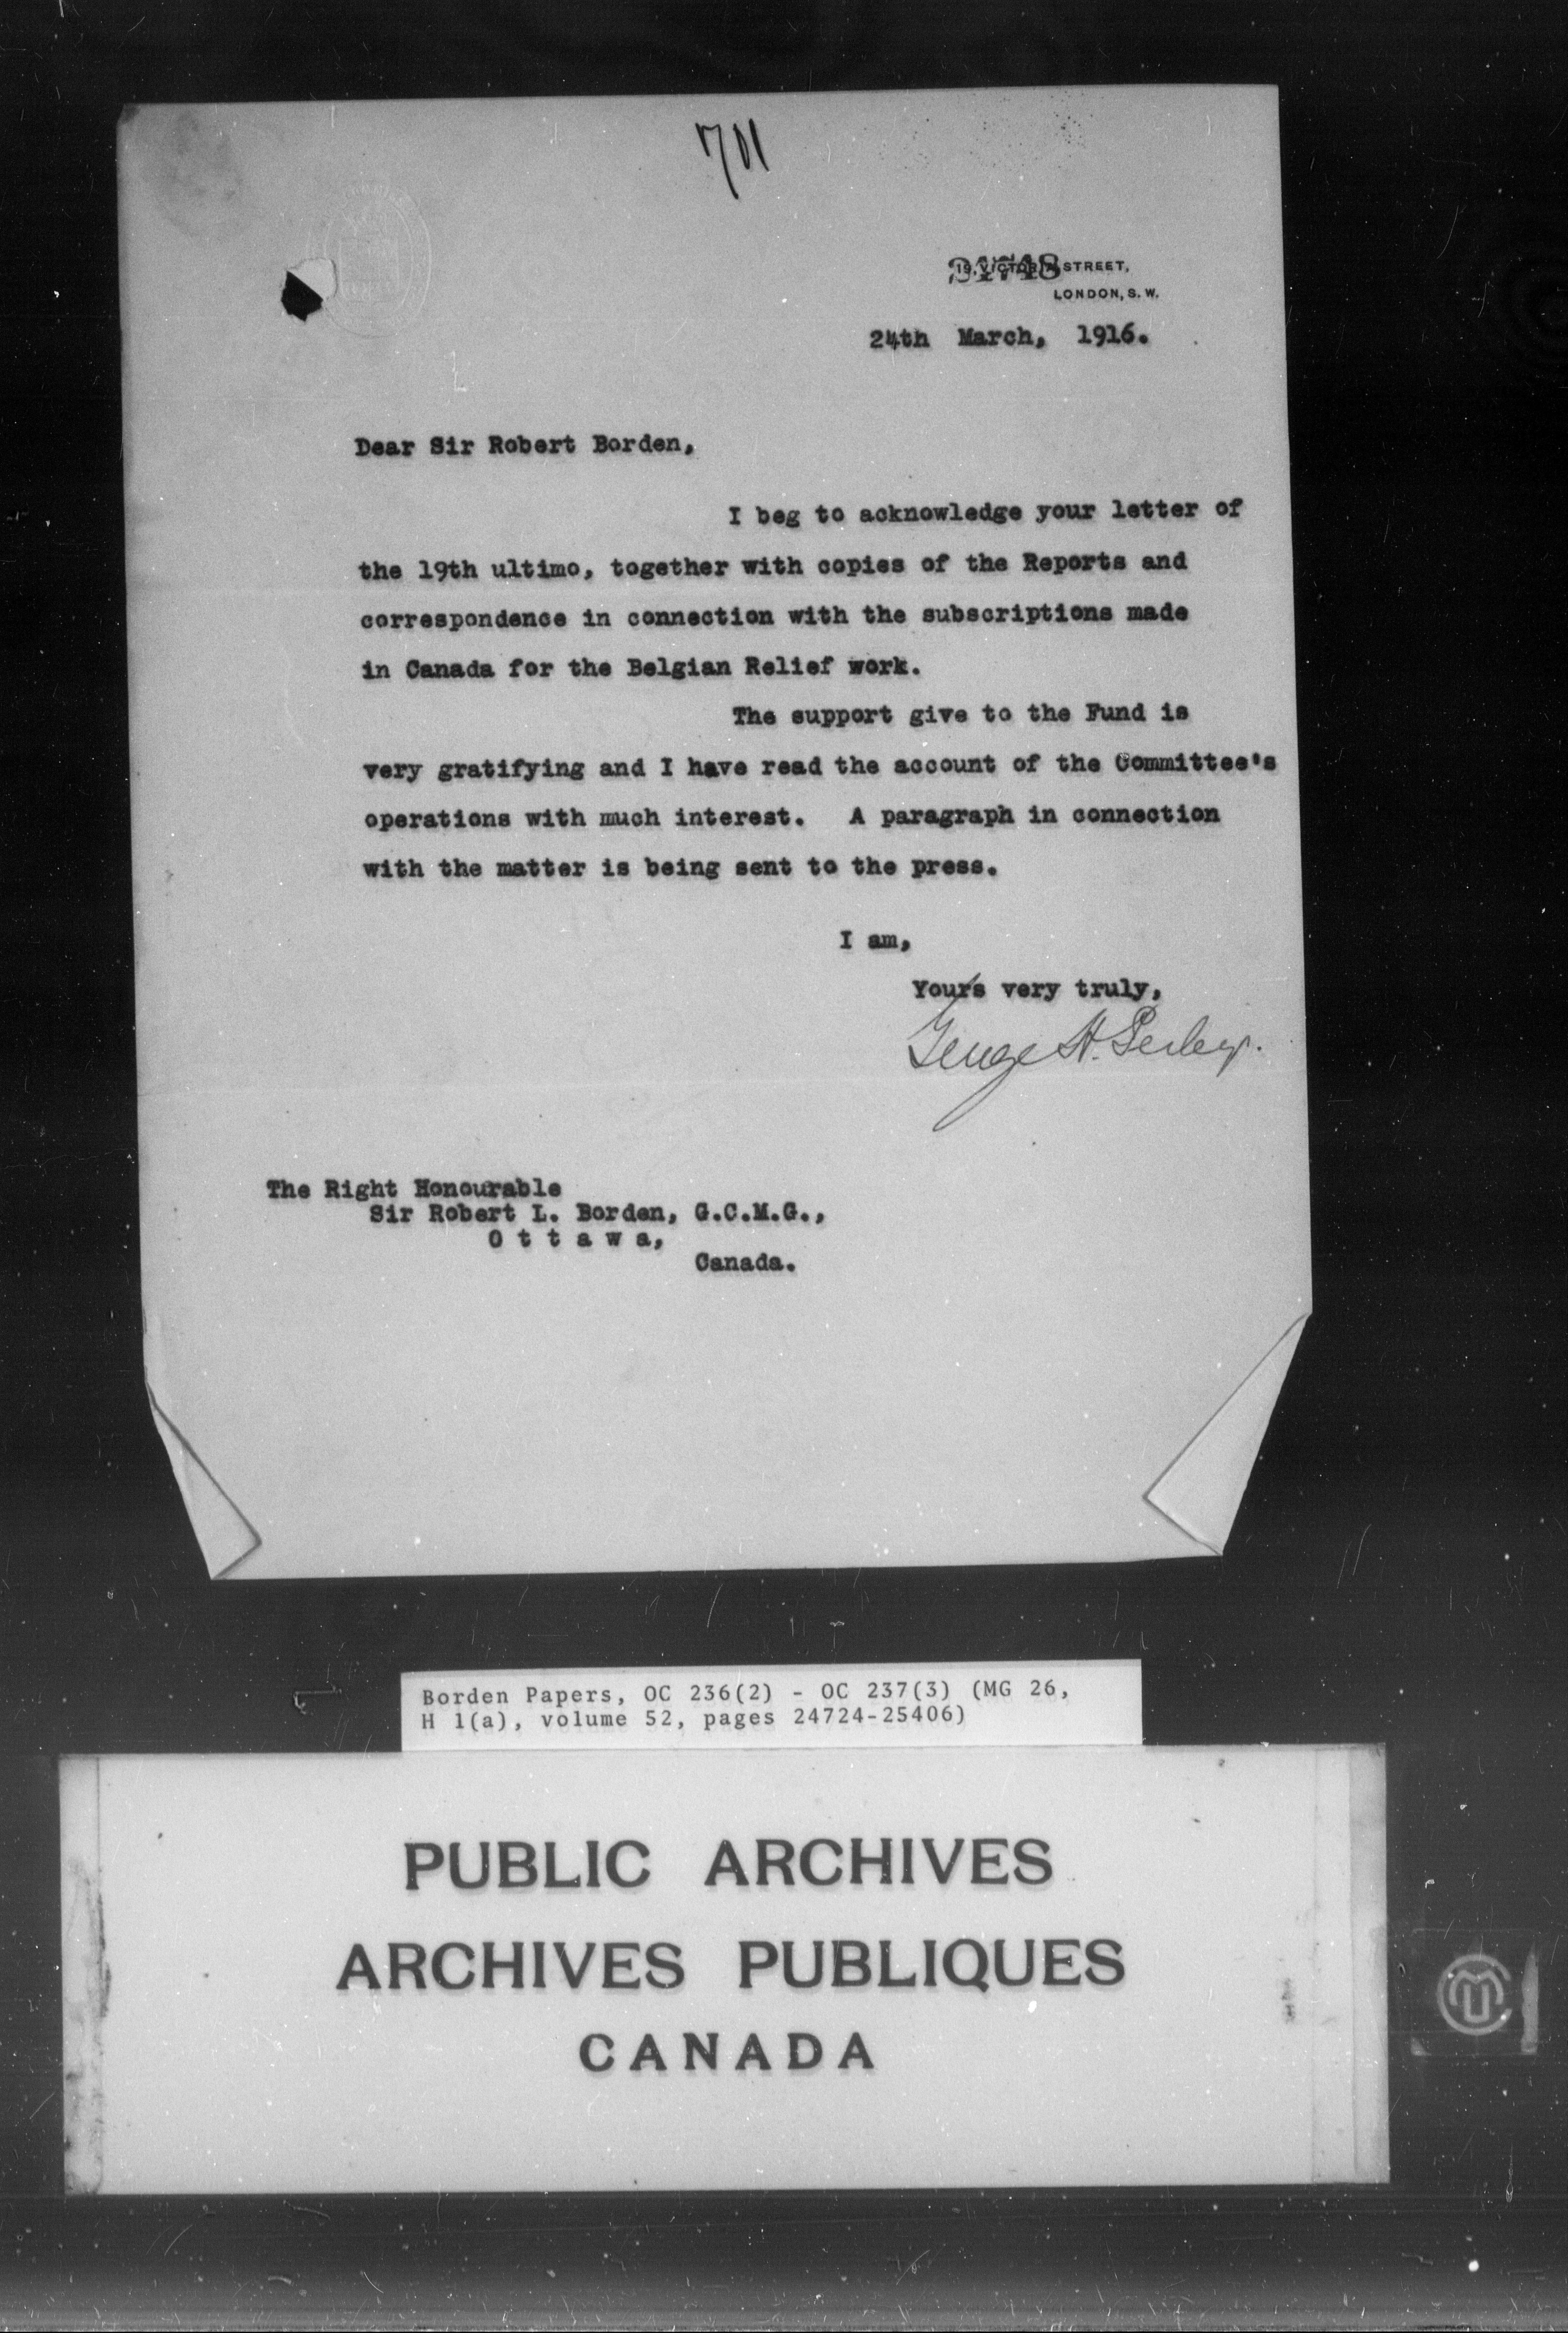 701
19, VICTORIA STREET,
LONDON, S. W.
24th March, 1916.
Dear Sir Robert Borden,
I beg to acknowledge your letter of
the 19th ultimo, together with copies of the Reports and
correspondence in connection with the subscriptions made
in Canada for the Belgian Relief work.
The support give to the Fund is
very gratifying and I have read the account of the Committee's
operations with much interest. A paragraph in connection
with the matter is being sent to the press.
I am,
Yours very truly,
George H. Perley.
The Right Honourable
Sir Robert L. Borden, G.C.M.G.,
O t t a w a,
Canada.
Borden Papers, OC 236(2) - OC 237(3) (MG 26,
H 1(a), volume 52, pages 24724-25406)
PUBLIC ARCHIVES
ARCHIVES PUBLIQUES
CANADA